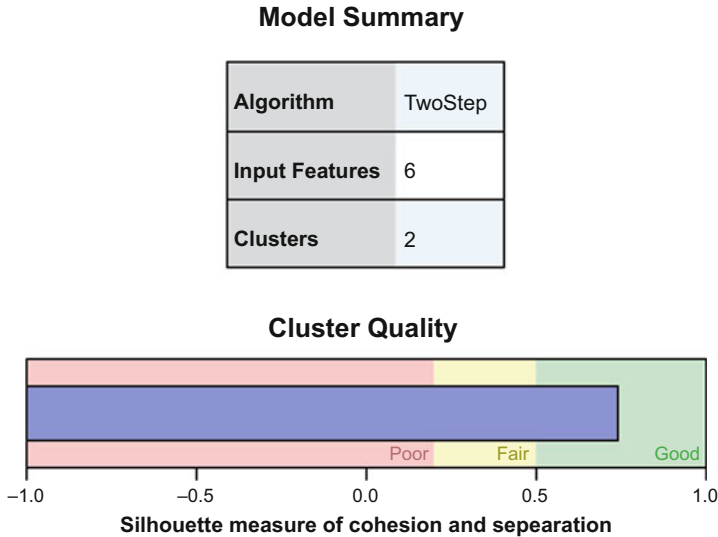 Model Summary
Algorithm TwoStep
Input Features 6
Clusters 2
Cluster Quality
Poor Fair Good
–1.0 –0.5 0.0 0.5 1.0
Silhouette measure of cohesion and sepearation